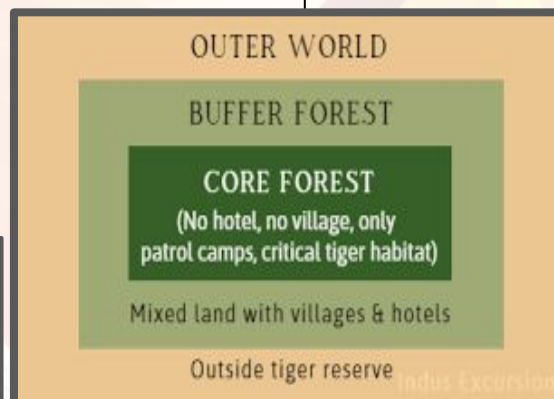 OUTER WORLD
BUFFER FOREST
CORE FOREST
(No hotel, no village, only
patrol camps, critical tiger habitat)
Mixed land with villages & hotels
Outside tiger reserve
Indus Excursion